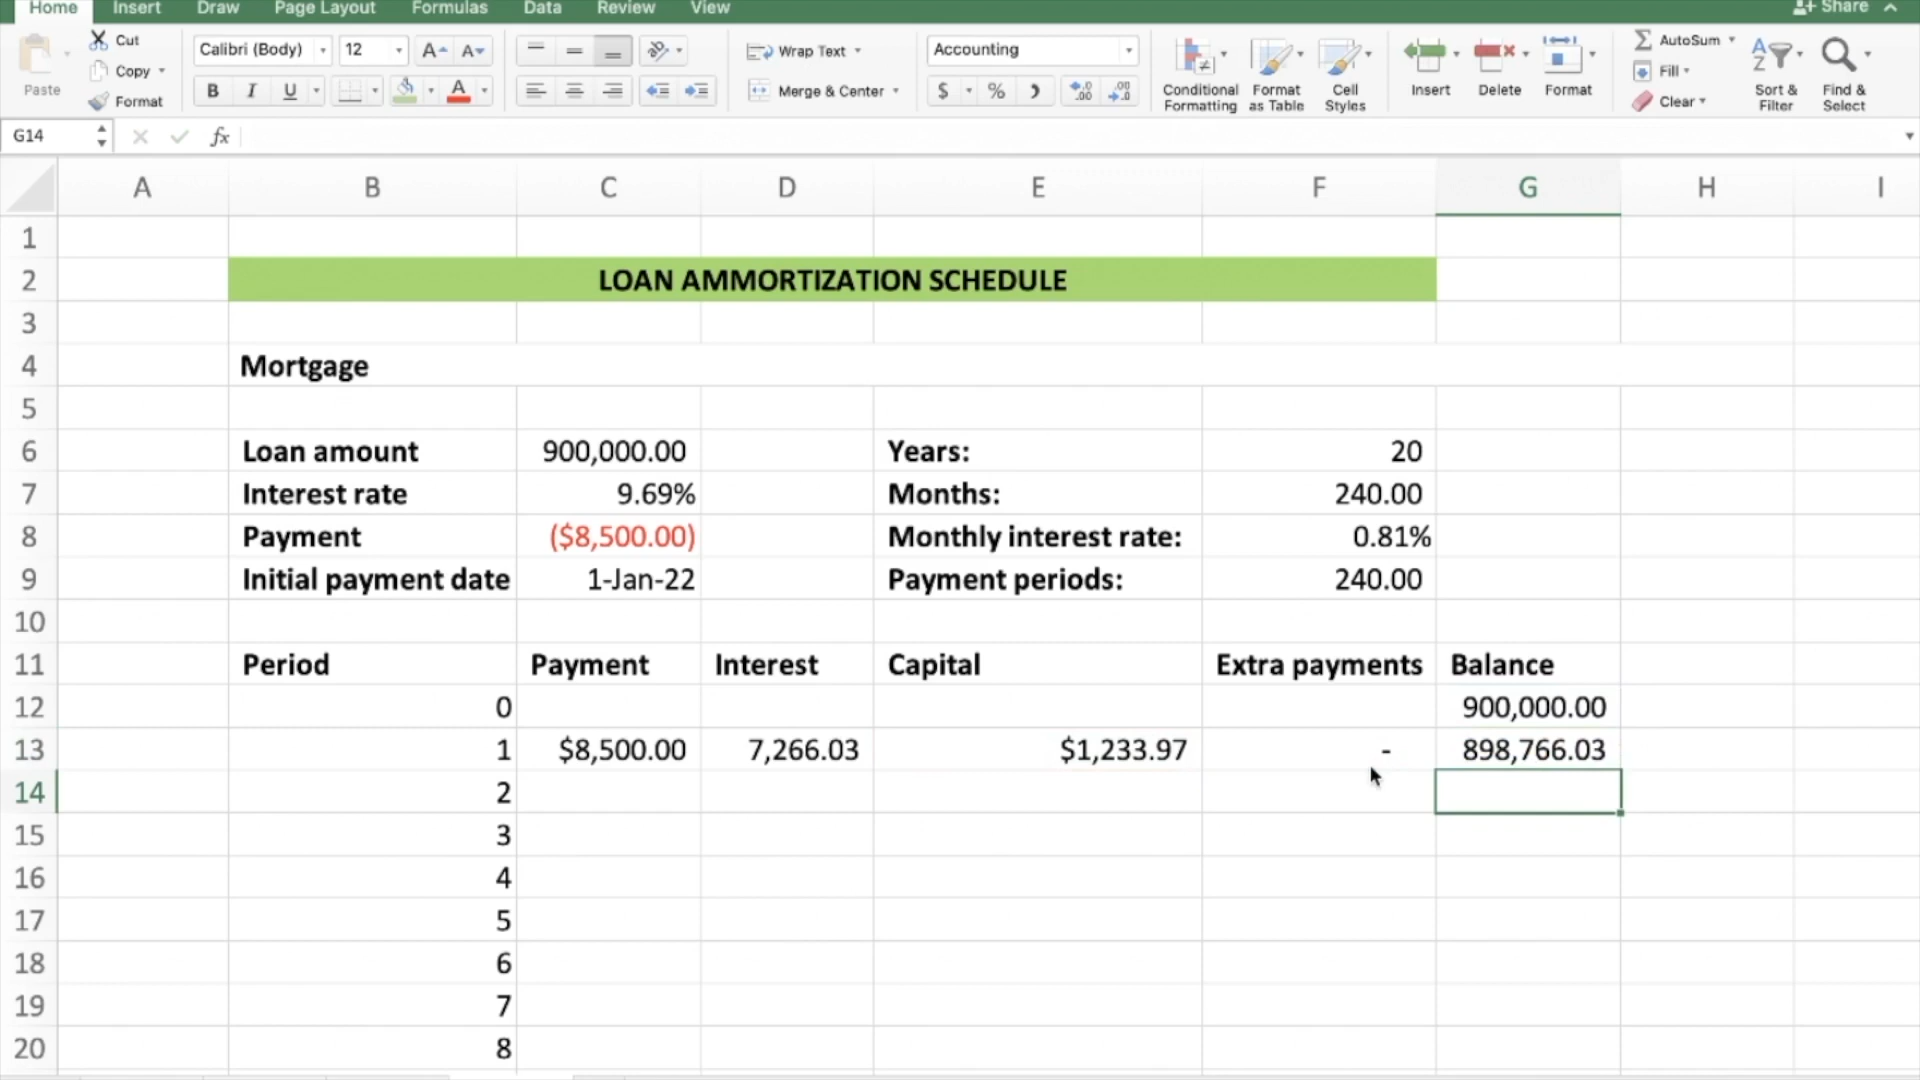 Home Insert Draw Page Layout Formulas Data Review View Share
Cut Calibri (Body) 12 A A Wrap Text Accounting AutoSum
Copy Fill
Paste Format B I U A Merge & Center $ % Conditional Formatting Format as Table Cell Styles Insert Delete Format Clear Sort & Filter Find & Select
G14 fx
A B C D E F G H I
1
2 LOAN AMMORTIZATION SCHEDULE
3
4 Mortgage
5
6 Loan amount 900,000.00 Years: 20
7 Interest rate 9.69% Months: 240.00
8 Payment ($8,500.00) Monthly interest rate: 0.81%
9 Initial payment date 1-Jan-22 Payment periods: 240.00
10
11 Period Payment Interest Capital Extra payments Balance
12 0 900,000.00
13 1 $8,500.00 7,266.03 $1,233.97 - 898,766.03
14 2
15 3
16 4
17 5
18 6
19 7
20 8